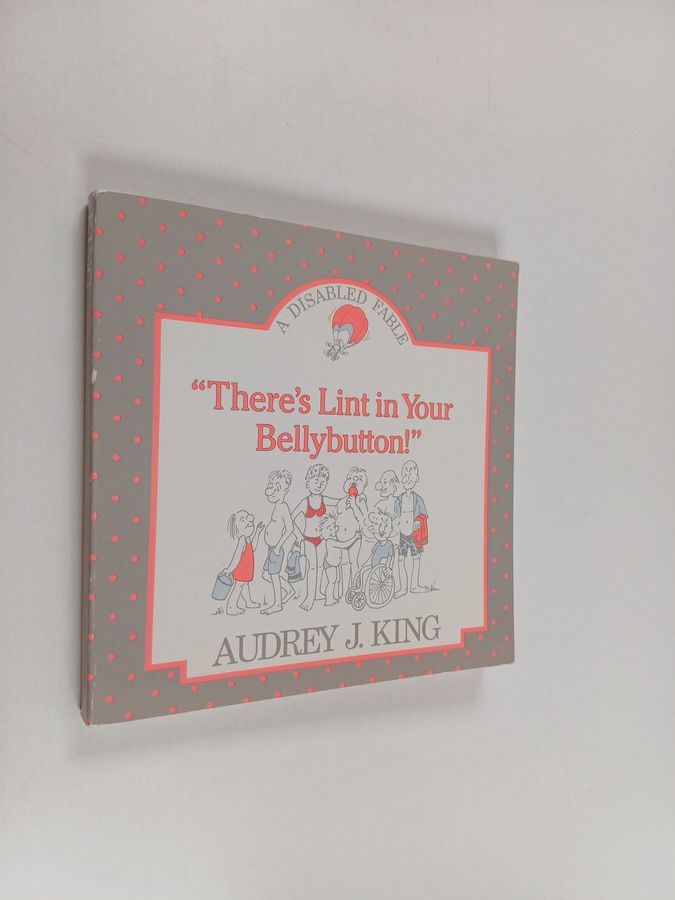 A DISABLED FABLE
“There's Lint in Your
Bellybutton!”
AUDREY J. KING